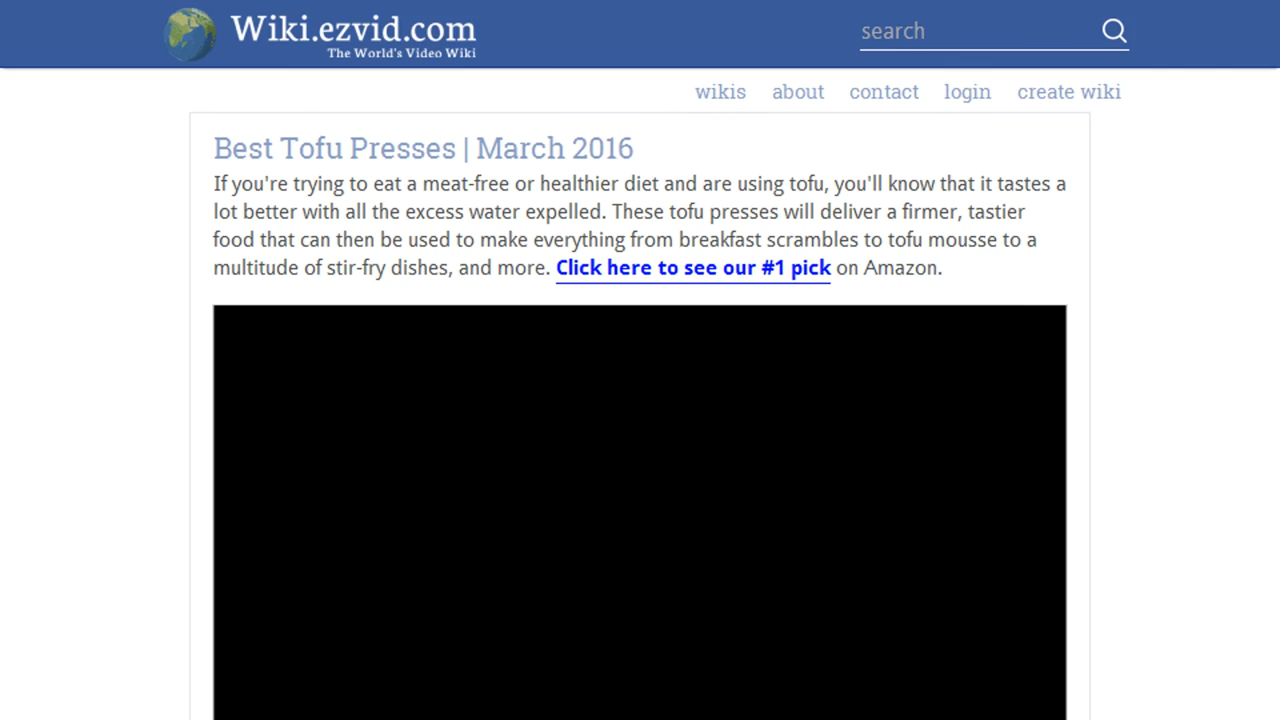 Wiki.ezvid.com
The World's Video Wiki
search
wikis about contact login create wiki
Best Tofu Presses | March 2016
If you're trying to eat a meat-free or healthier diet and are using tofu, you'll know that it tastes a
lot better with all the excess water expelled. These tofu presses will deliver a firmer, tastier
food that can then be used to make everything from breakfast scrambles to tofu mousse to a
multitude of stir-fry dishes, and more. Click here to see our #1 pick on Amazon.